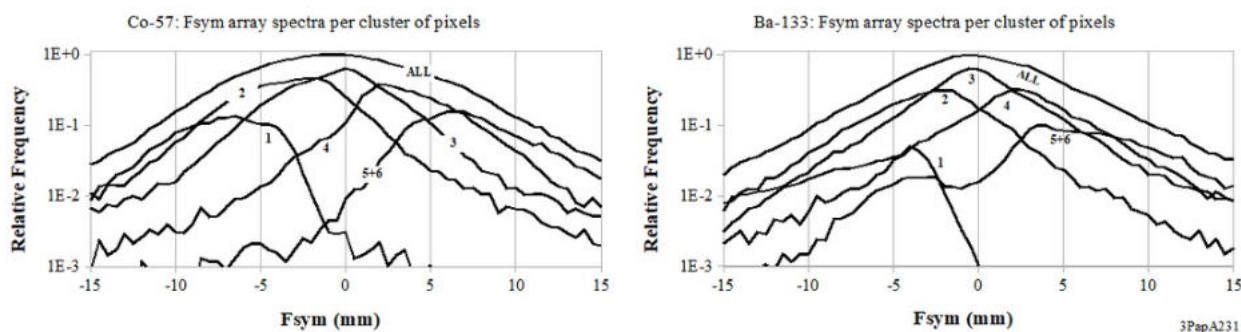 Co-57: Fsym array spectra per cluster of pixels
1E+0
1E-1
1E-2
1E-3
Relative Frequency
-15
-10
-5
0
5
10
15
Fsym (mm)
ALL
2
1
4
3
5+6
Ba-133: Fsym array spectra per cluster of pixels
1E+0
1E-1
1E-2
1E-3
Relative Frequency
-15
-10
-5
0
5
10
15
Fsym (mm)
ALL
3
2
4
5+6
1
3PapA231